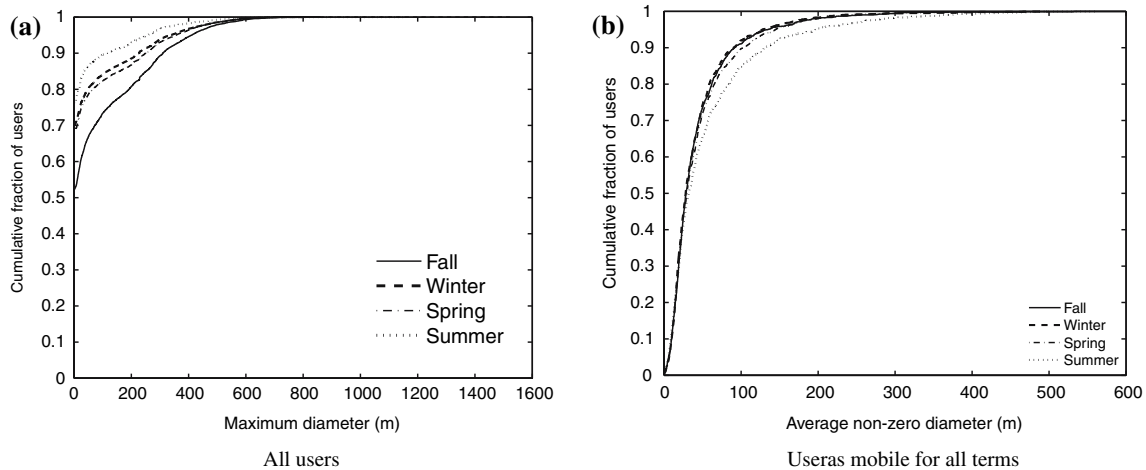 (a)
Cumulative fraction of users
1
0.9
0.8
0.7
0.6
0.5
0.4
0.3
0.2
0.1
0
Fall
Winter
Spring
Summer
0 200 400 600 800 1000 1200 1400 1600
Maximum diameter (m)
All users
(b)
Cumulative fraction of users
1
0.9
0.8
0.7
0.6
0.5
0.4
0.3
0.2
0.1
0
Fall
Winter
Spring
Summer
0 100 200 300 400 500 600
Average non-zero diameter (m)
Useras mobile for all terms